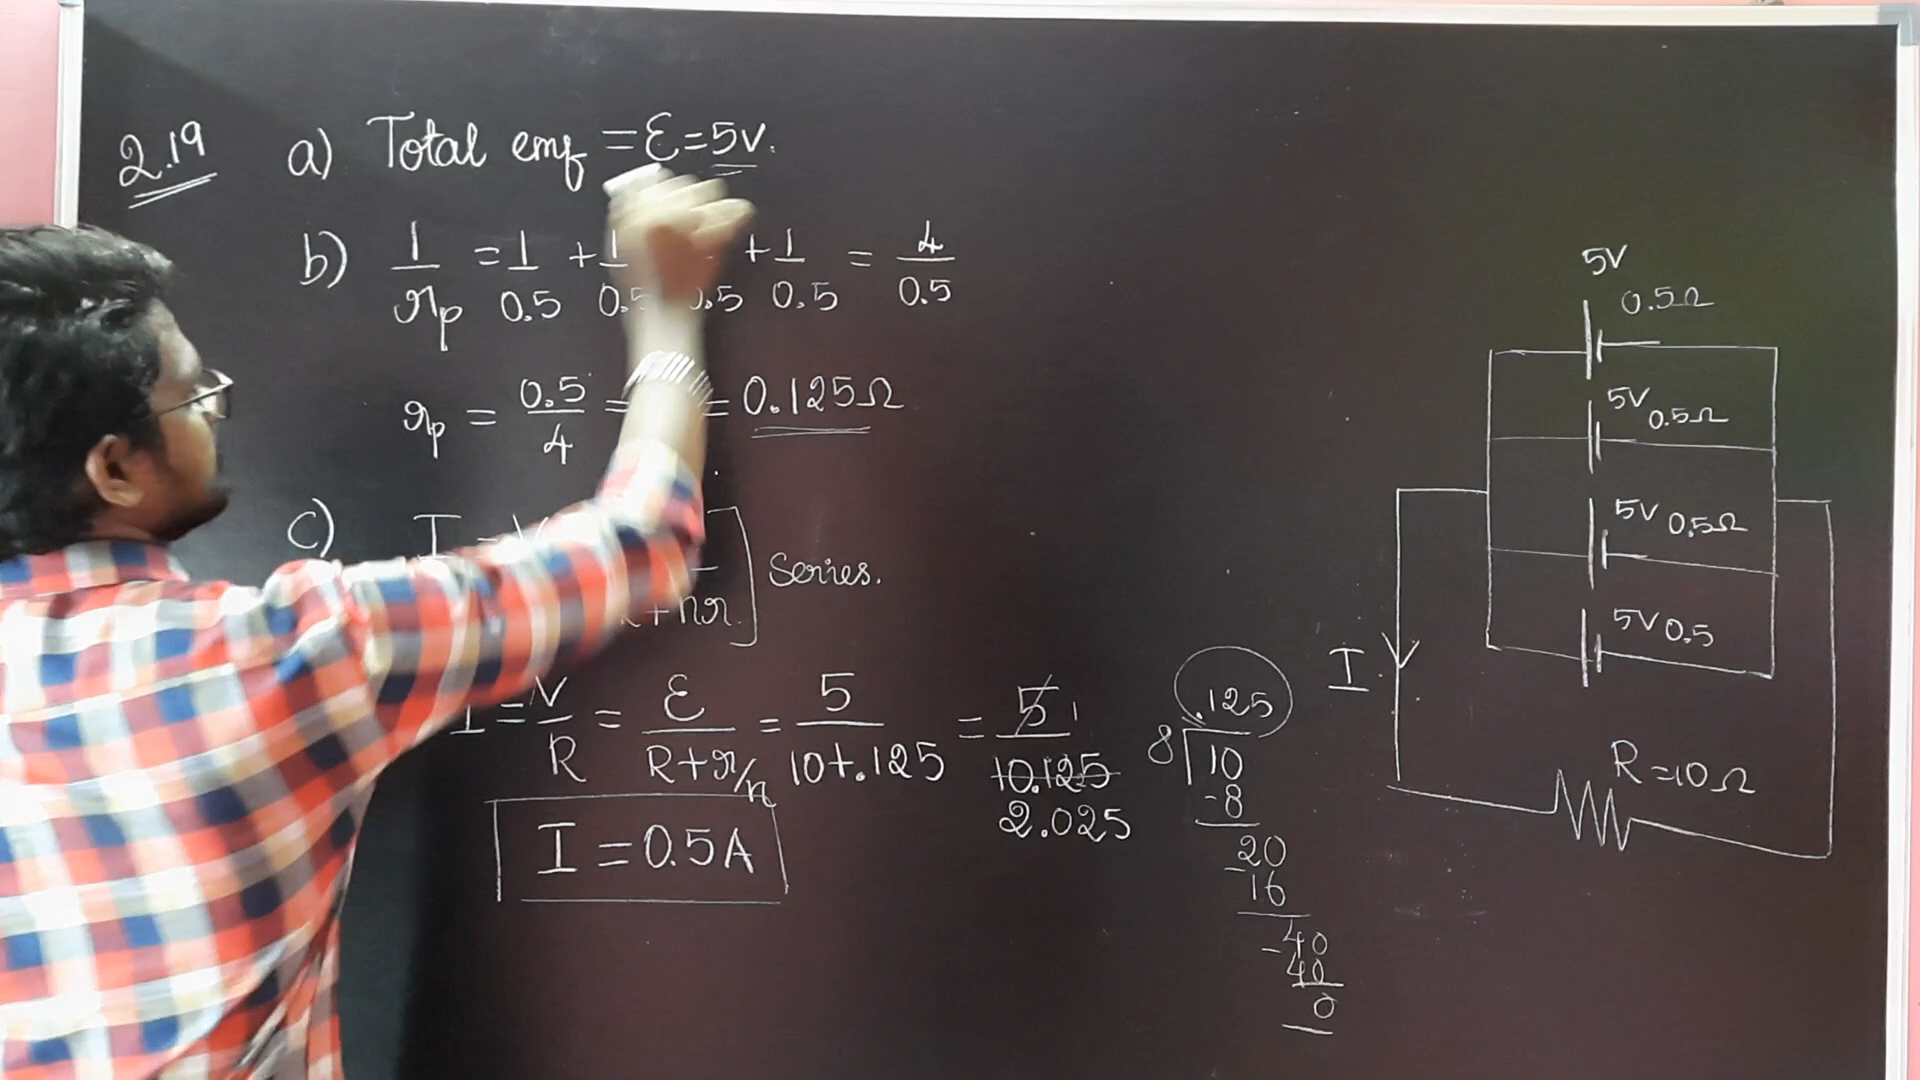 2.19
a) Total emf = ℰ = 5V.
b) 1/rp = 1/0.5 + 1/0.5 + 1/0.5 = 4/0.5
rp = 0.5/4 = = 0.125Ω
c) I = +nr] Series.
I = V/R = ℰ/R+r/n = 5/10+.125 = 5 1/10.125
2.025
I = 0.5A
.125
8 10
-8
20
-16
-40
40
0
5V
0.5Ω
5V 0.5Ω
5V 0.5Ω
5V 0.5
I
R=10Ω